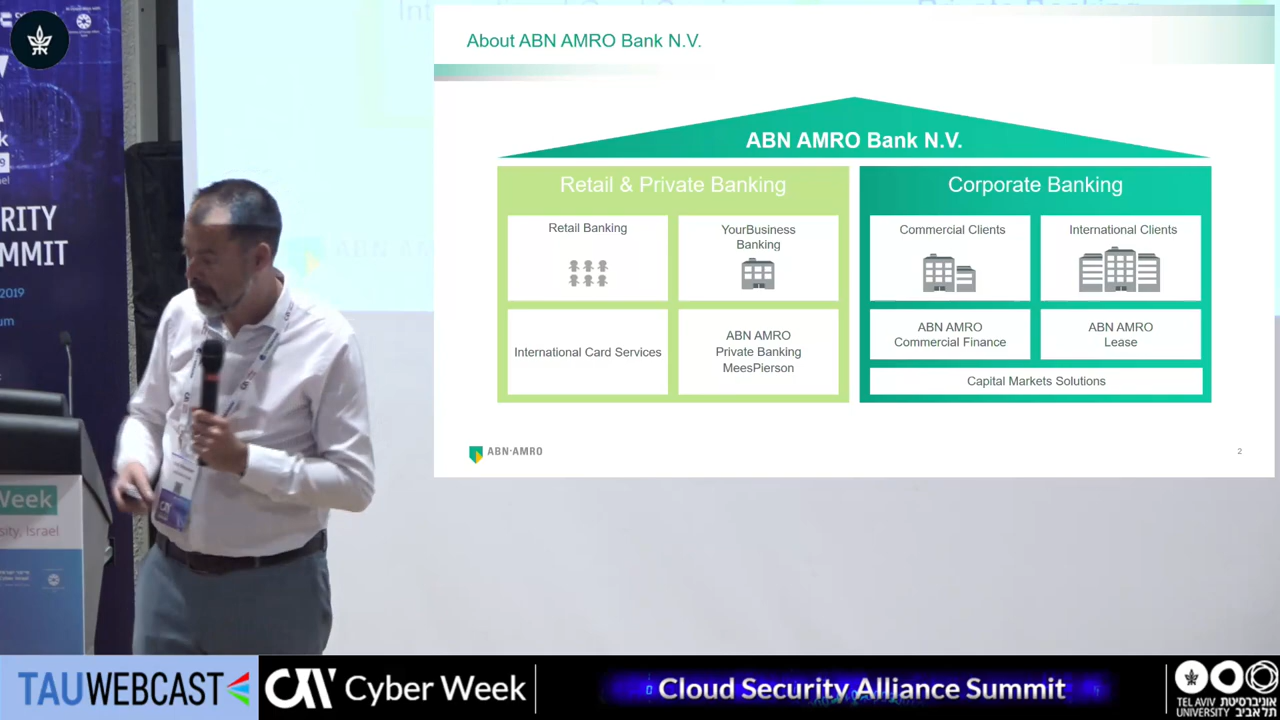 About ABN AMRO Bank N.V.
ABN AMRO Bank N.V.
Retail & Private Banking
Corporate Banking
Retail Banking
YourBusiness
Banking
Commercial Clients
International Clients
International Card Services
ABN AMRO
Private Banking
MeesPierson
ABN AMRO
Commercial Finance
ABN AMRO
Lease
Capital Markets Solutions
ABN·AMRO
2
MMIT
2019
Week
sity, Israel
TAUWEBCAST
Cyber Week
Cloud Security Alliance Summit
TEL AVIV
UNIVERSITY
אוניברסיטת
תל אביב